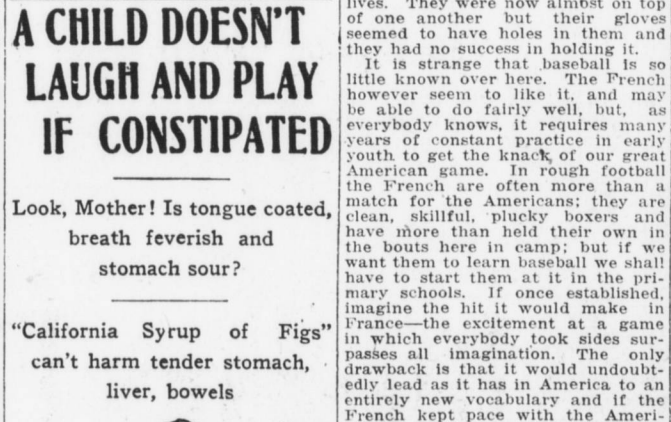 A CHILD DOESN'T
LAUGH AND PLAY
IF CONSTIPATED
Look, Mother! Is tongue coated,
breath feverish and
stomach sour?
"California Syrup of Figs"
can't harm tender stomach,
liver, bowels
lives. They were now almost on top
of one another but their gloves
seemed to have holes in them and
they had no success in holding it.
It is strange that baseball is so
little known over here. The French
however seem to like it, and may
be able to do fairly well, but, as
everybody knows, it requires many
years of constant practice in early
youth to get the knack of our great
American game. In rough football
the French are often more than a
match for the Americans; they are
clean, skillful, plucky boxers and
have more than held their own in
the bouts here in camp; but if we
want them to learn baseball we shall
have to start them at it in the pri-
mary schools. If once established,
imagine the hit it would make in
France—the excitement at a game
in which everybody took sides sur-
passes all imagination. The only
drawback is that it would undoubt-
edly lead as it has in America to an
entirely new vocabulary and if the
French kept pace with the Ameri-